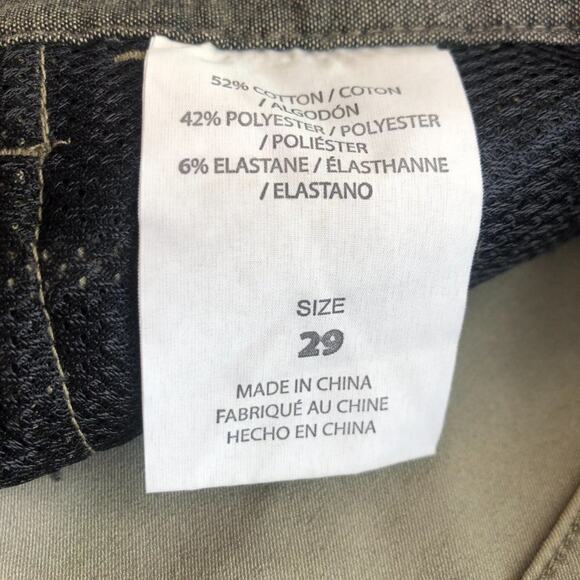 52% COTTON / COTON
/ ALGODÓN
42% POLYESTER / POLYESTER
/ POLIÉSTER
6% ELASTANE / ÉLASTHANNE
/ ELASTANO
SIZE
29
MADE IN CHINA
FABRIQUÉ AU CHINE
HECHO EN CHINA